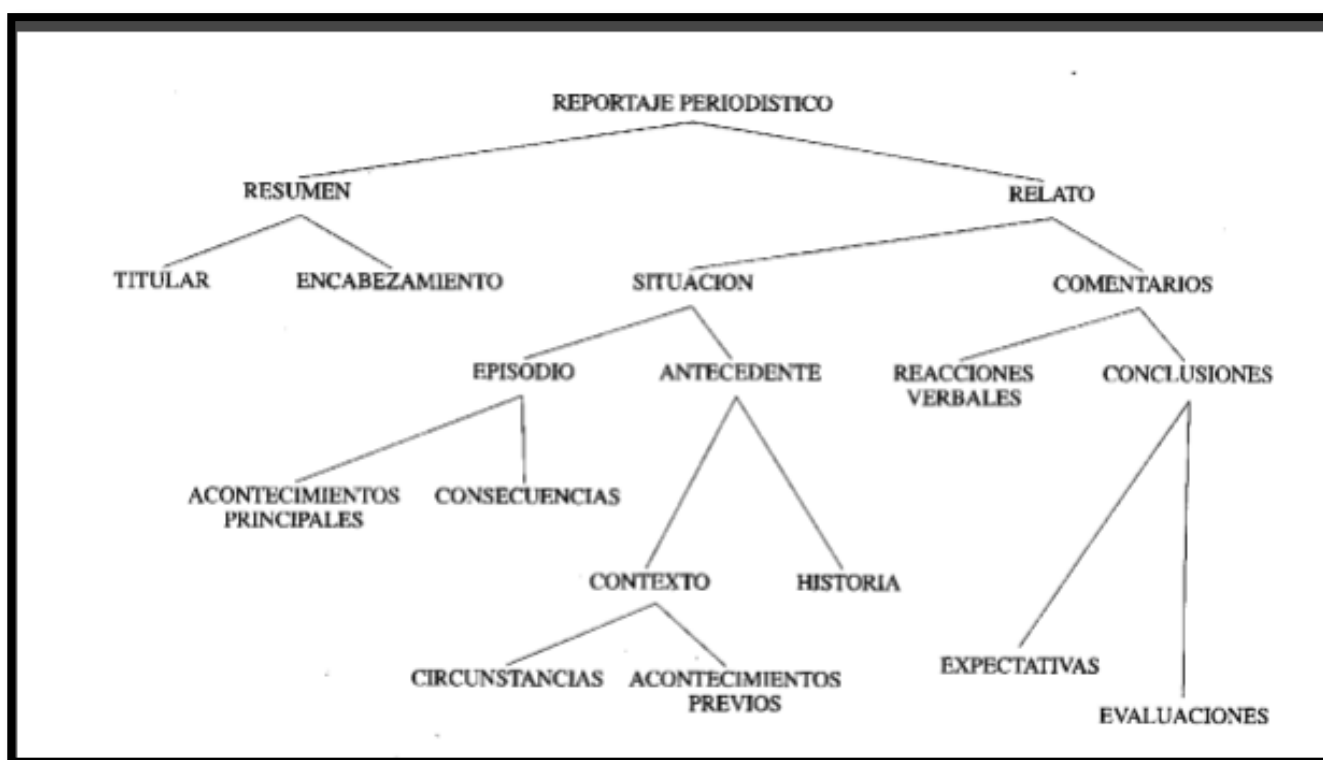 REPORTAJE PERIODISTICO
RESUMEN
RELATO
TITULAR
ENCABEZAMIENTO
SITUACION
COMENTARIOS
EPISODIO
ANTECEDENTE
REACCIONES
VERBALES
CONCLUSIONES
ACONTECIMIENTOS
PRINCIPALES
CONSECUENCIAS
CONTEXTO
HISTORIA
CIRCUNSTANCIAS
ACONTECIMIENTOS
PREVIOS
EXPECTATIVAS
EVALUACIONES